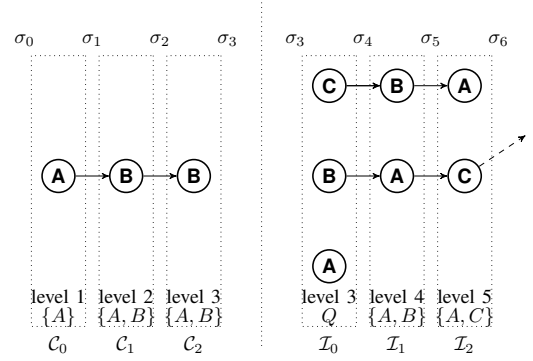 σ0 σ1 σ2 σ3 σ3 σ4 σ5 σ6
C B A
A B B B A C
A
level 1 level 2 level 3 level 3 level 4 level 5
{A} {A, B} {A, B} Q {A, B} {A, C}
𝒞0 𝒞1 𝒞2 ℐ0 ℐ1 ℐ2